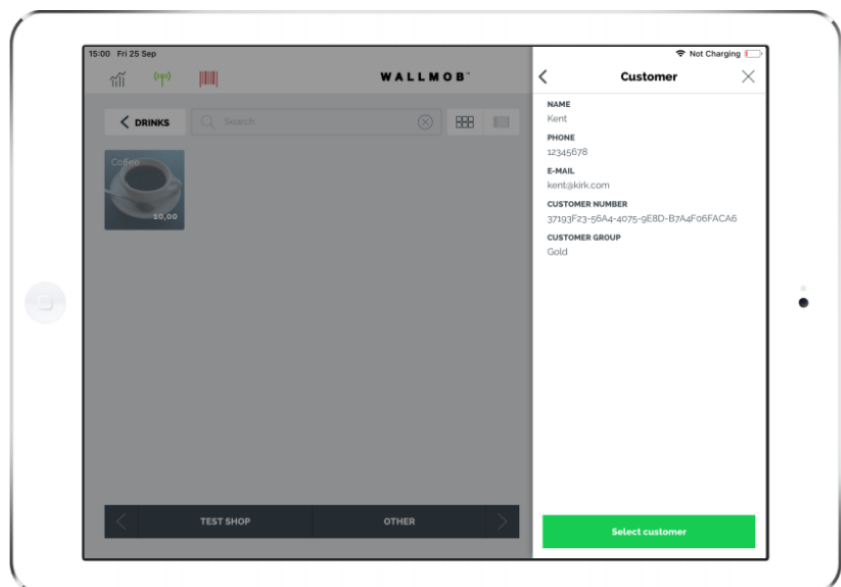 15:00 Fri 25 Sep
Not Charging
WALLMOB™
Customer
DRINKS
Search
Coffee
10,00
NAME
Kent
PHONE
12345678
E-MAIL
kent@kirk.com
CUSTOMER NUMBER
37193F23-56A4-4075-9E8D-B7A4F06FACA6
CUSTOMER GROUP
Gold
TEST SHOP
OTHER
Select customer